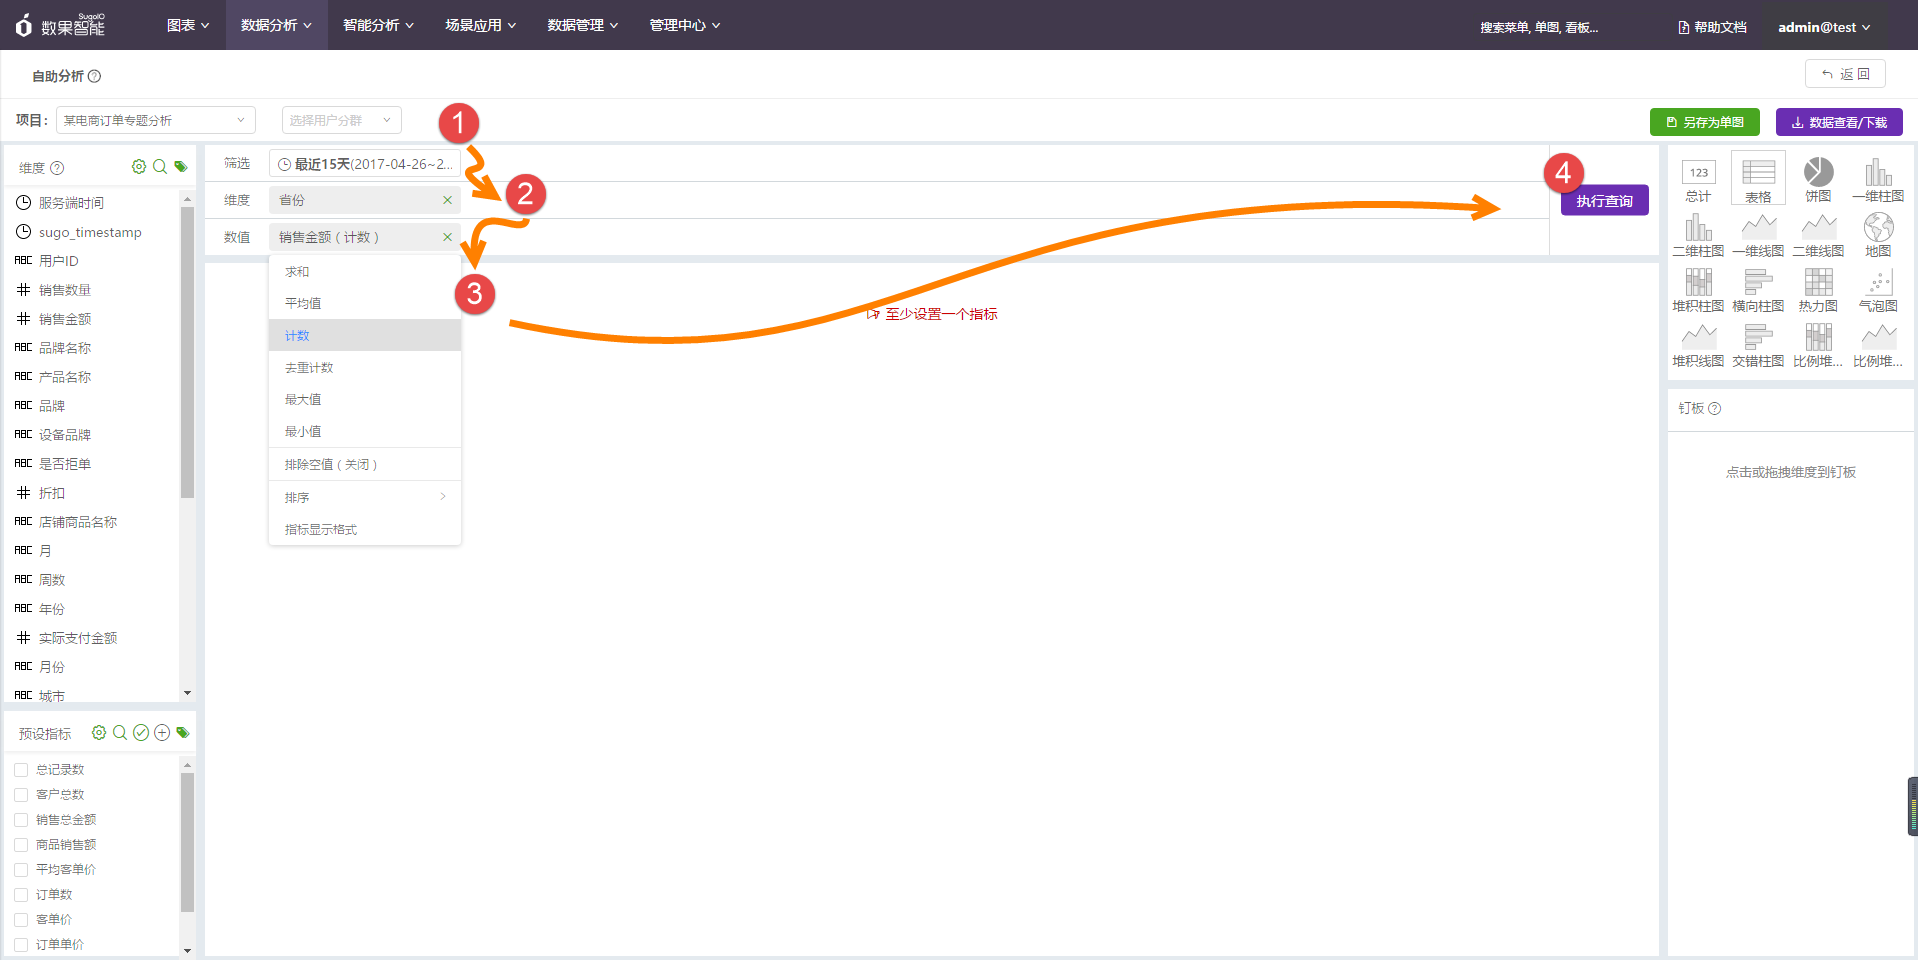 SugoIO
数果智能
图表
数据分析
智能分析
场景应用
数据管理
管理中心
搜索菜单, 单图, 看板...
帮助文档
admin@test
自助分析
返 回
项目:
某电商订单专题分析
选择用户分群
另存为单图
数据查看/下载
1
2
3
4
维度
服务端时间
sugo_timestamp
ABC 用户ID
销售数量
销售金额
ABC 品牌名称
ABC 产品名称
ABC 品牌
ABC 设备品牌
ABC 是否拒单
折扣
ABC 店铺商品名称
ABC 月
ABC 周数
ABC 年份
实际支付金额
ABC 月份
ABC 城市
预设指标
总记录数
客户总数
销售总金额
商品销售额
平均客单价
订单数
客单价
订单单价
筛选
最近15天(2017-04-26~2...
维度
省份
数值
销售金额 ( 计数 )
求和
平均值
计数
去重计数
最大值
最小值
排除空值 ( 关闭 )
排序
指标显示格式
至少设置一个指标
执行查询
123
总计 表格 饼图 一维柱图
二维柱图 一维线图 二维线图 地图
堆积柱图 横向柱图 热力图 气泡图
堆积线图 交错柱图 比例堆... 比例堆...
钉板
点击或拖拽维度到钉板